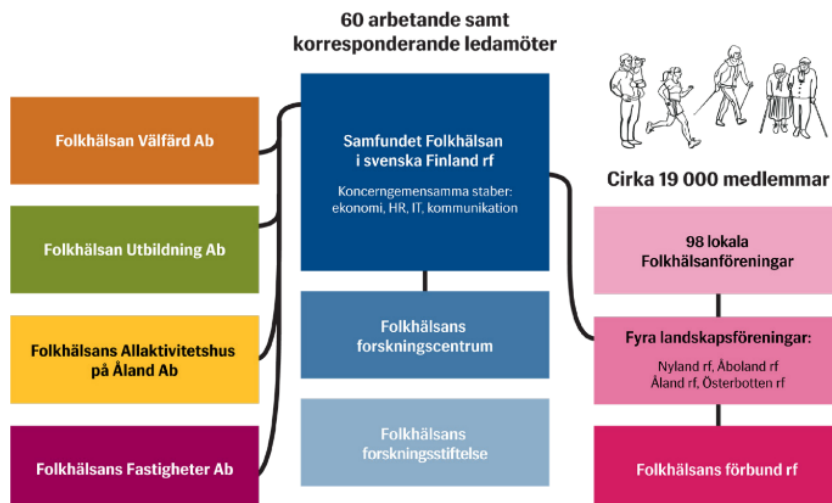 60 arbetande samt
korresponderande ledamöter
Folkhälsan Välfärd Ab
Folkhälsan Utbildning Ab
Folkhälsans Allaktivitetshus
på Åland Ab
Folkhälsans Fastigheter Ab
Samfundet Folkhälsan
i svenska Finland rf
Koncerngemensamma staber:
ekonomi, HR, IT, kommunikation
Folkhälsans
forskningscentrum
Folkhälsans
forskningsstiftelse
Cirka 19 000 medlemmar
98 lokala
Folkhälsanföreningar
Fyra landskapsföreningar:
Nyland rf, Åboland rf
Åland rf, Österbotten rf
Folkhälsans förbund rf